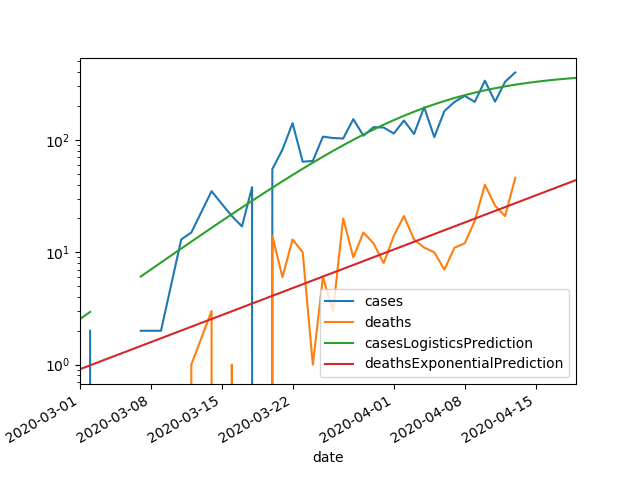 10²
10¹
10⁰
2020-03-01
2020-03-08
2020-03-15
2020-03-22
2020-04-01
2020-04-08
2020-04-15
date
cases
deaths
casesLogisticsPrediction
deathsExponentialPrediction